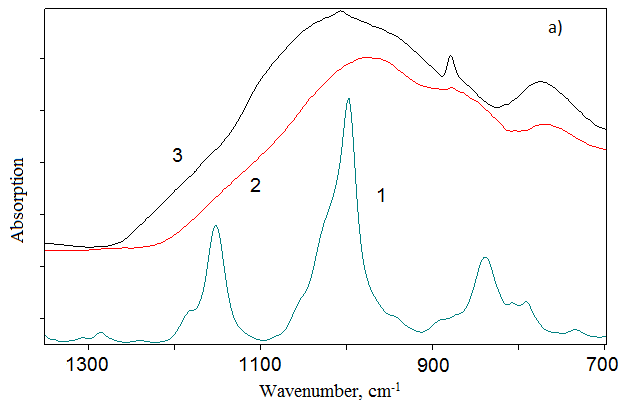 a)
3
2
1
Absorption
1300 1100 900 700
Wavenumber, cm-1